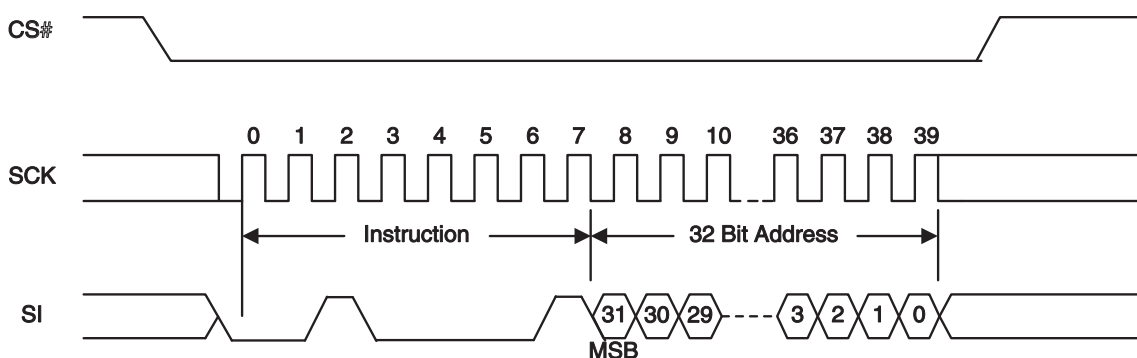 CS#
0 1 2 3 4 5 6 7 8 9 10 36 37 38 39
SCK
Instruction 32 Bit Address
SI 31 30 29 3 2 1 0
MSB